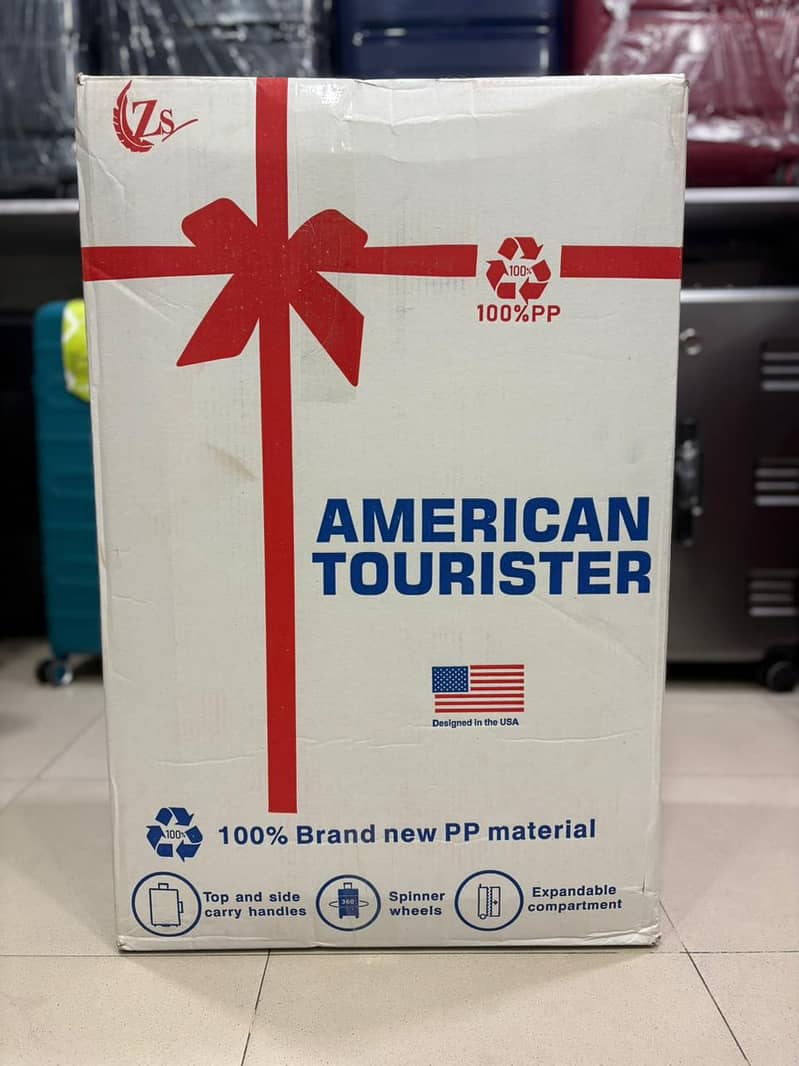 Zs
100%
100%PP
AMERICAN
TOURISTER
Designed in the USA
100%
100% Brand new PP material
Top and side
carry handles
360
Spinner
wheels
Expandable
compartment